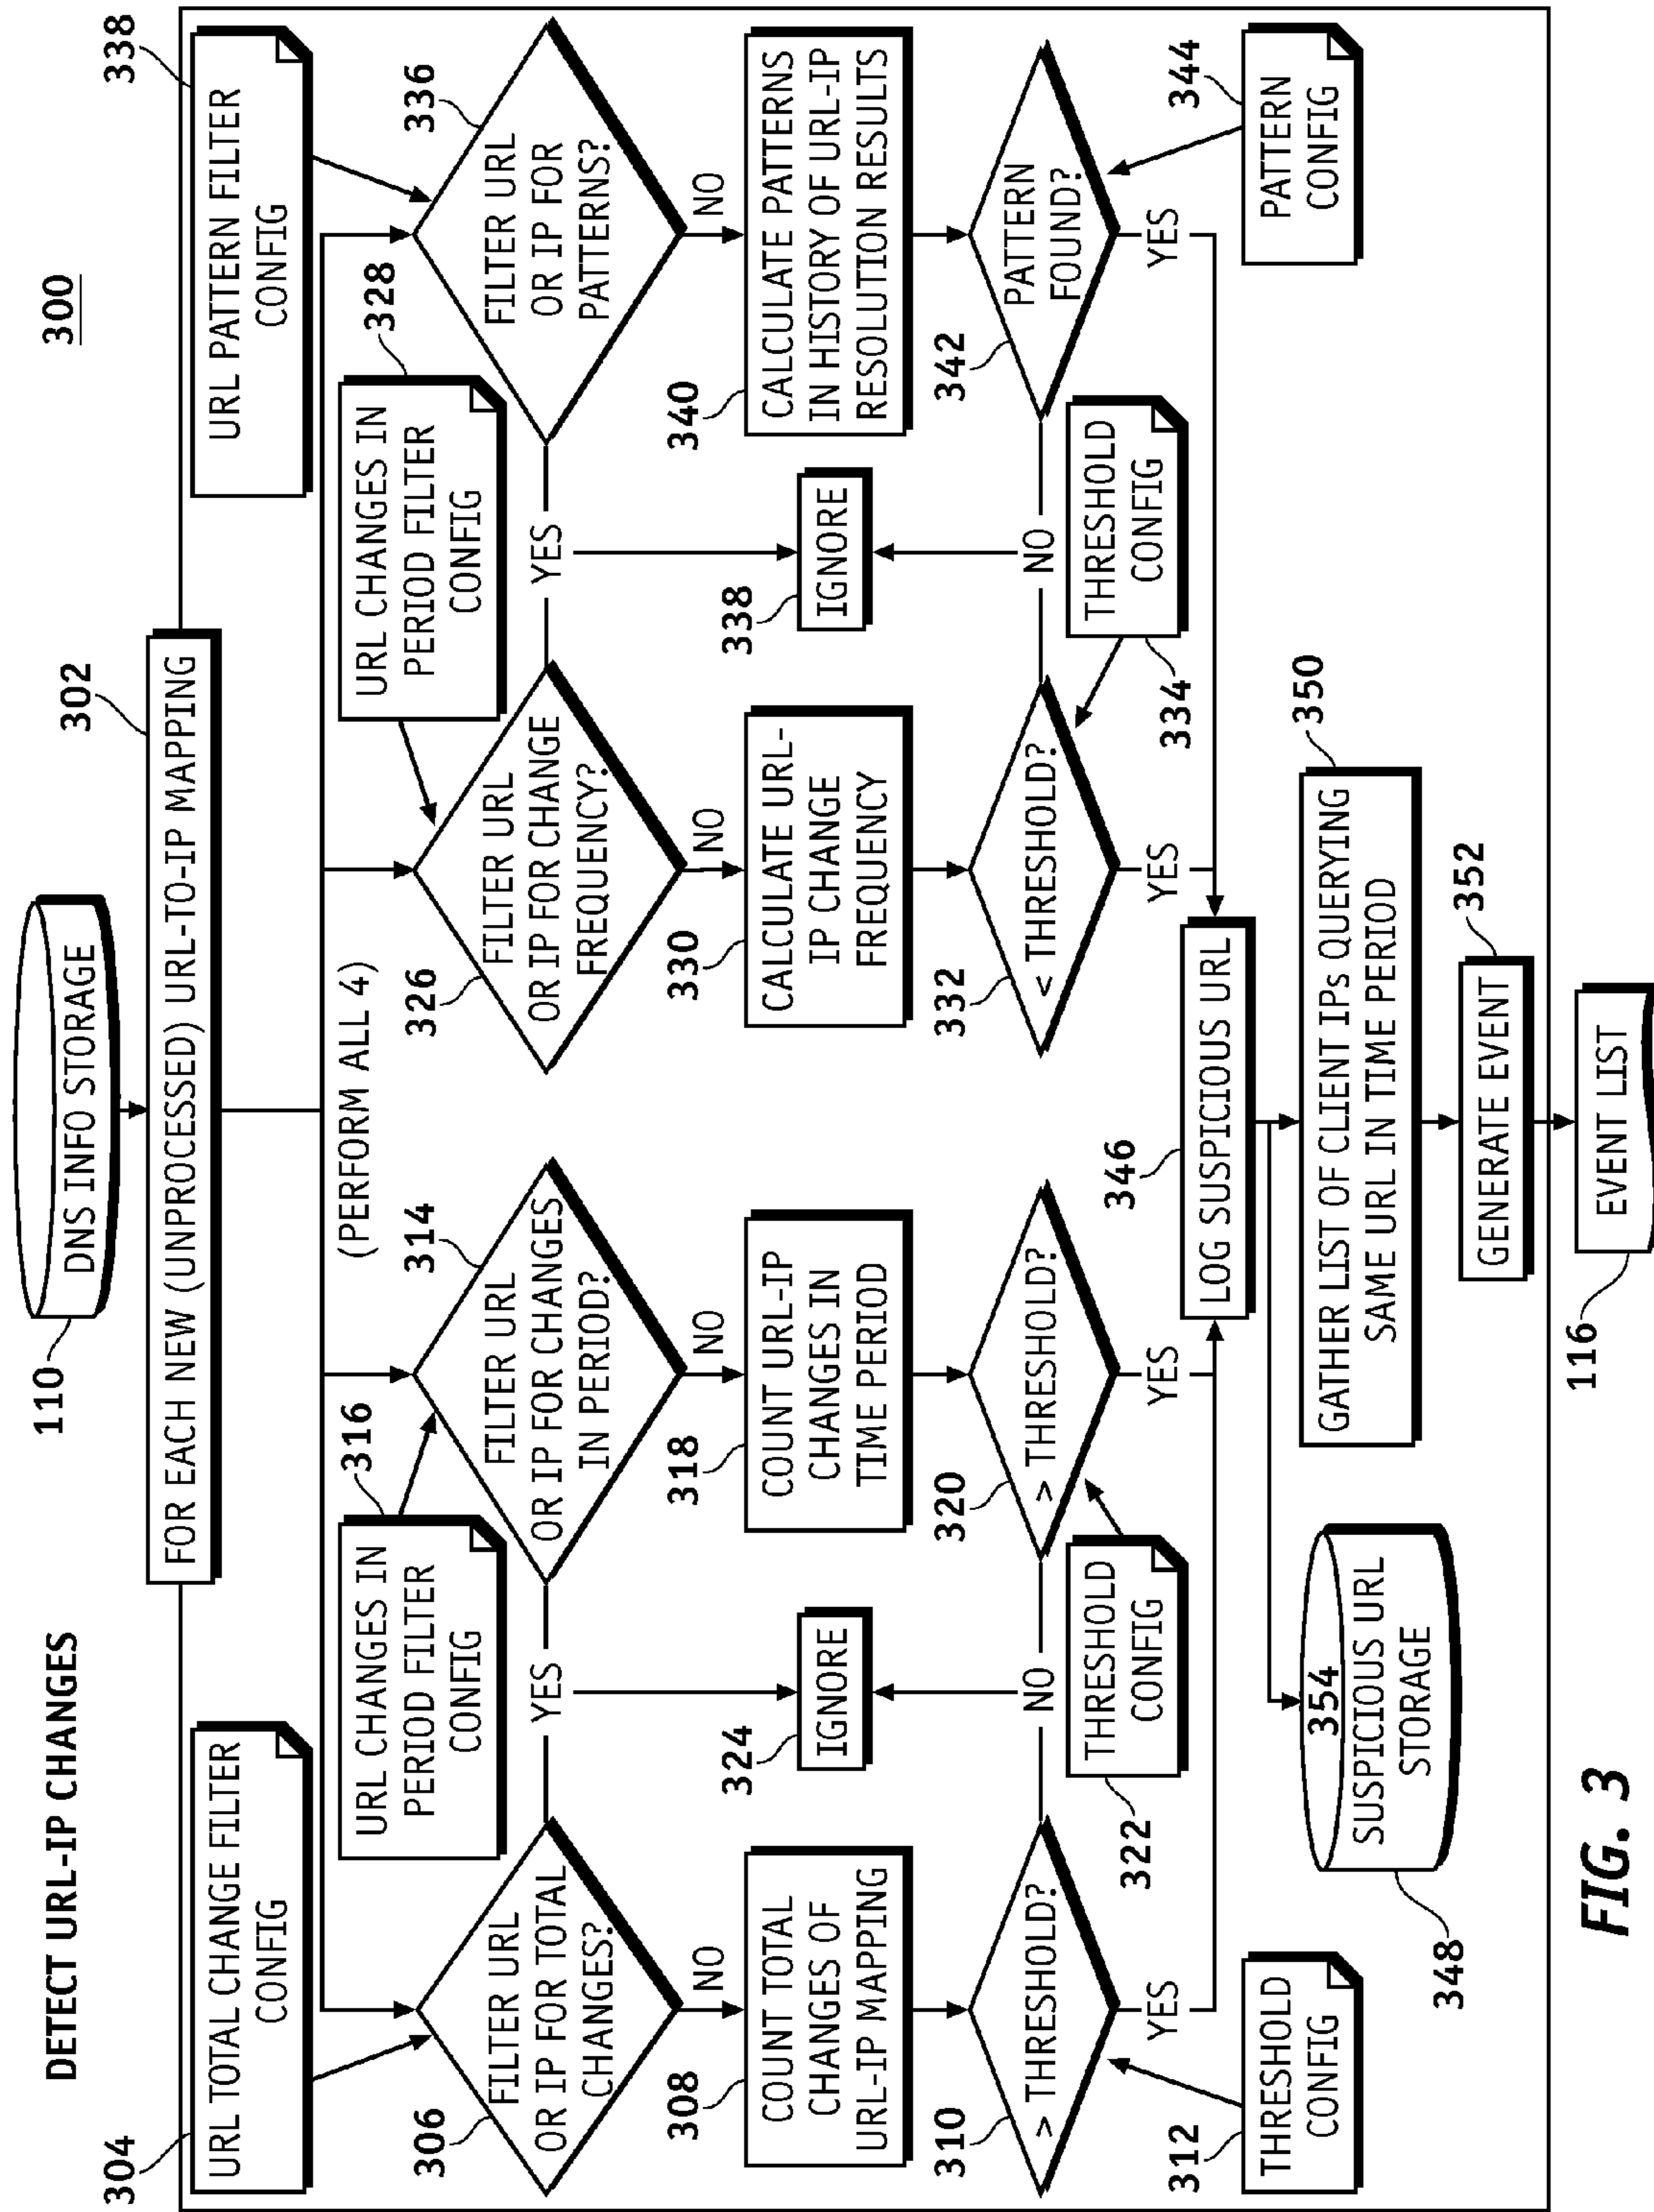 DETECT URL-IP CHANGES
300
110
DNS INFO STORAGE
302
FOR EACH NEW (UNPROCESSED) URL-TO-IP MAPPING
304
URL TOTAL CHANGE FILTER
CONFIG
338
URL PATTERN FILTER
CONFIG
(PERFORM ALL 4)
316
URL CHANGES IN
PERIOD FILTER
CONFIG
328
URL CHANGES IN
PERIOD FILTER
CONFIG
306
FILTER URL
OR IP FOR TOTAL
CHANGES?
314
FILTER URL
OR IP FOR CHANGES
IN PERIOD?
326
FILTER URL
OR IP FOR CHANGE
FREQUENCY?
336
FILTER URL
OR IP FOR
PATTERNS?
YES
YES
NO
NO
NO
NO
308
COUNT TOTAL
CHANGES OF
URL-IP MAPPING
324
IGNORE
318
COUNT URL-IP
CHANGES IN
TIME PERIOD
330
CALCULATE URL-
IP CHANGE
FREQUENCY
338
IGNORE
340
CALCULATE PATTERNS
IN HISTORY OF URL-IP
RESOLUTION RESULTS
310
> THRESHOLD?
NO
320
> THRESHOLD?
332
< THRESHOLD?
NO
342
PATTERN
FOUND?
322
THRESHOLD
CONFIG
334
THRESHOLD
CONFIG
YES
YES
YES
YES
312
THRESHOLD
CONFIG
346
LOG SUSPICIOUS URL
344
PATTERN
CONFIG
348
354
SUSPICIOUS URL
STORAGE
350
GATHER LIST OF CLIENT IPs QUERYING
SAME URL IN TIME PERIOD
352
GENERATE EVENT
116
EVENT LIST
FIG. 3